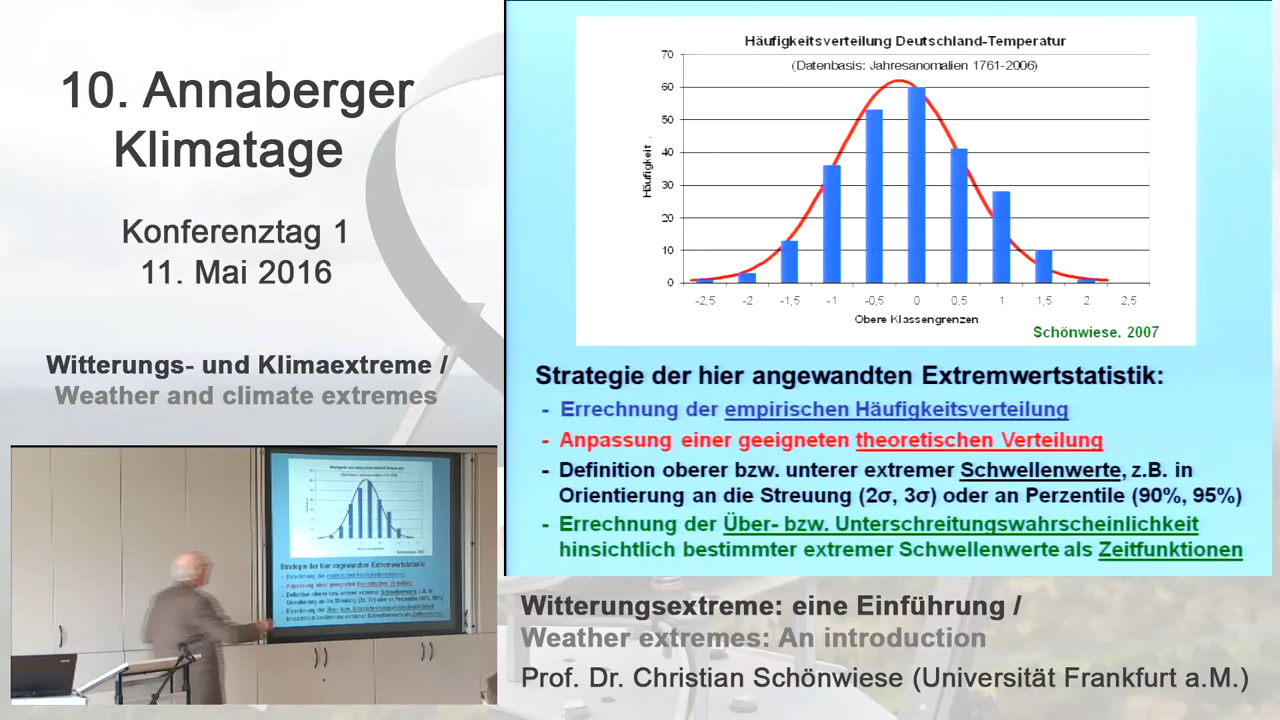 10. Annaberger
Klimatage
Konferenztag 1
11. Mai 2016
Witterungs- und Klimaextreme /
Weather and climate extremes
Häufigkeitsverteilung Deutschland-Temperatur
(Datenbasis: Jahresanomalien 1761-2006)
70
60
50
40
30
20
10
0
Häufigkeit .
-2,5 -2 -1,5 -1 -0,5 0 0,5 1 1,5 2 2,5
Obere Klassengrenzen
Schönwiese. 2007
Strategie der hier angewandten Extremwertstatistik:
- Errechnung der empirischen Häufigkeitsverteilung
- Anpassung einer geeigneten theoretischen Verteilung
- Definition oberer bzw. unterer extremer Schwellenwerte, z.B. in
Orientierung an die Streuung (2σ, 3σ) oder an Perzentile (90%, 95%)
- Errechnung der Über- bzw. Unterschreitungswahrscheinlichkeit
hinsichtlich bestimmter extremer Schwellenwerte als Zeitfunktionen
Strategie der hier angewandten Extremwertstatistik:
Witterungsextreme: eine Einführung /
Weather extremes: An introduction
Prof. Dr. Christian Schönwiese (Universität Frankfurt a.M.)